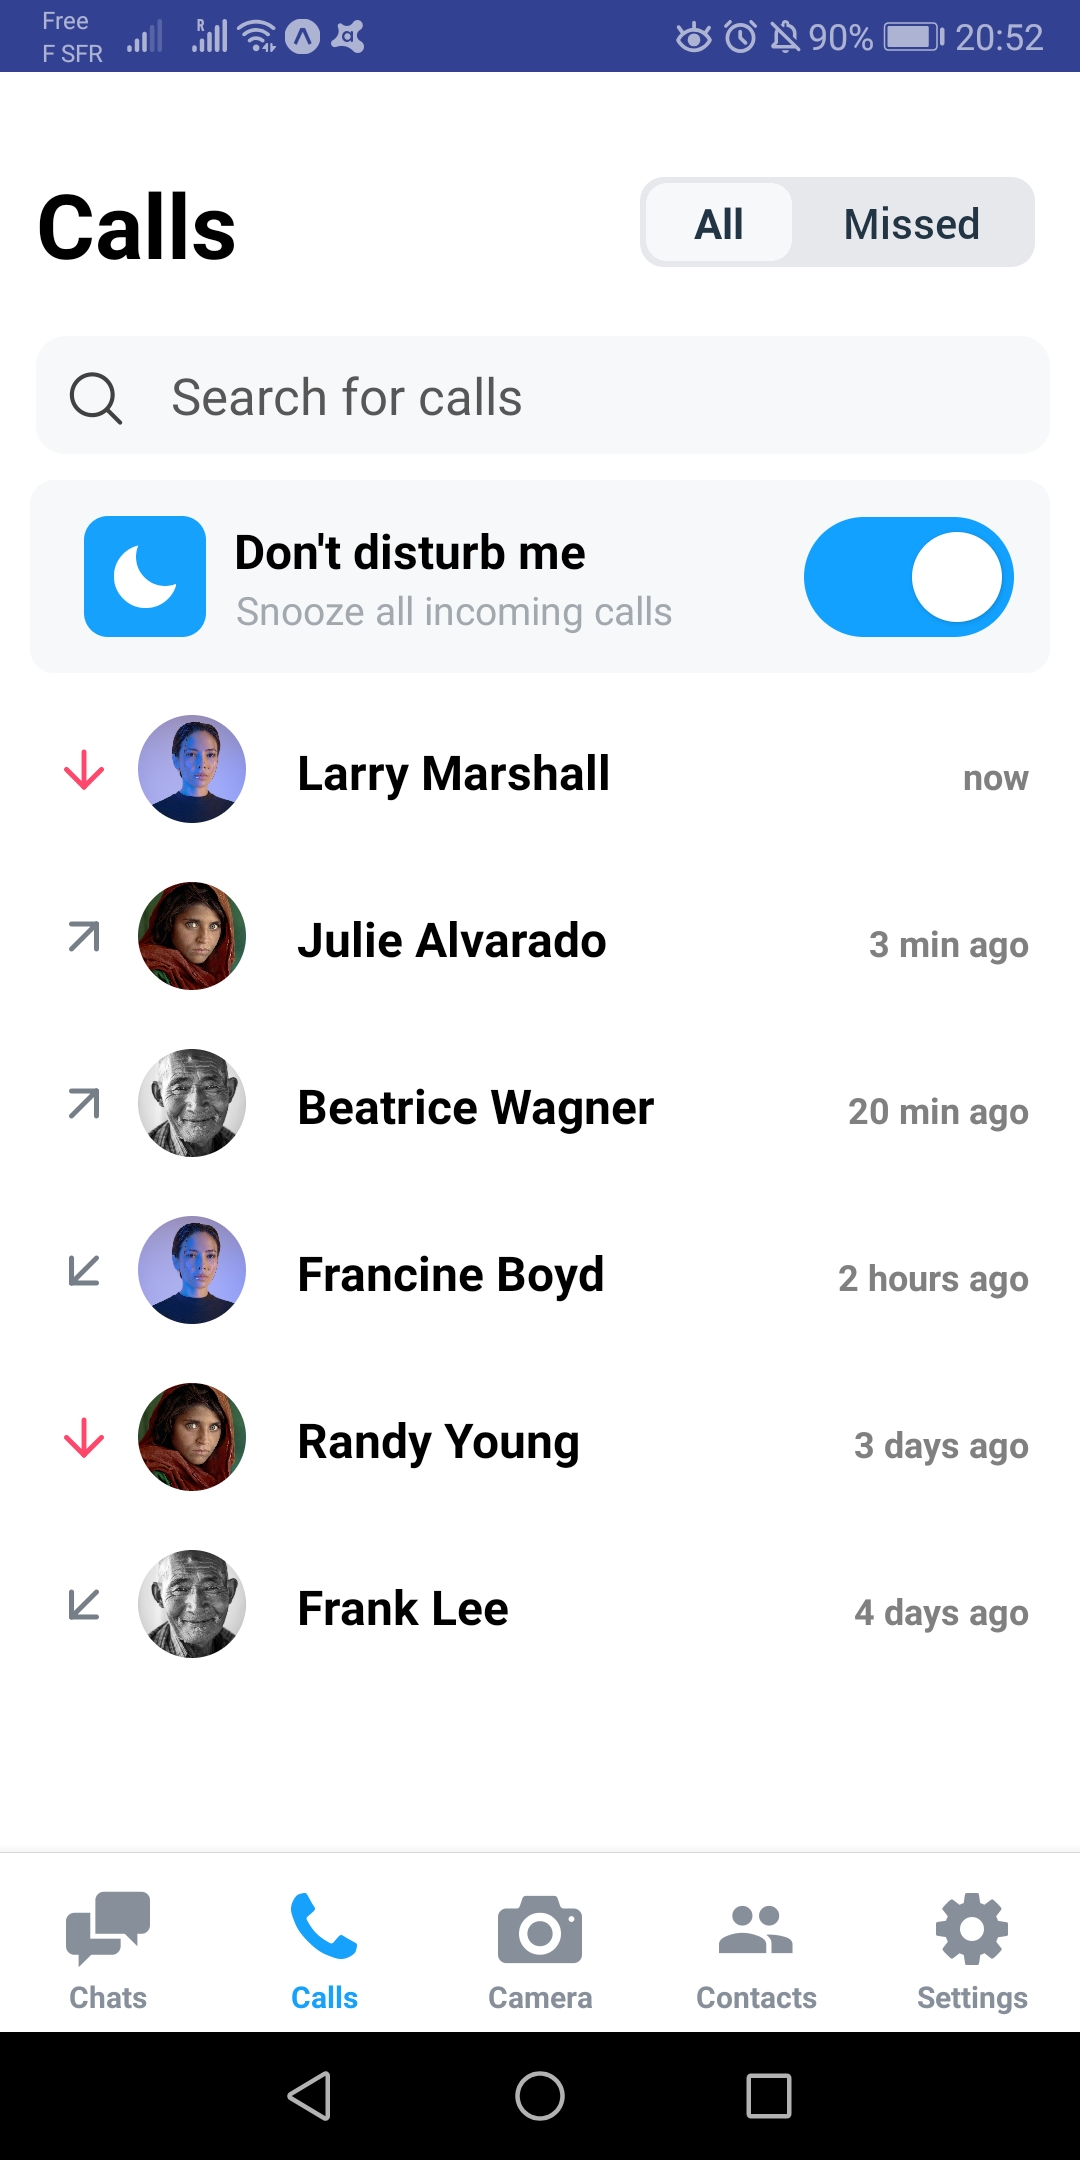 Free
F SFR
R
90%
20:52
Calls
All
Missed
Search for calls
Don't disturb me
Snooze all incoming calls
Larry Marshall
now
Julie Alvarado
3 min ago
Beatrice Wagner
20 min ago
Francine Boyd
2 hours ago
Randy Young
3 days ago
Frank Lee
4 days ago
Chats
Calls
Camera
Contacts
Settings